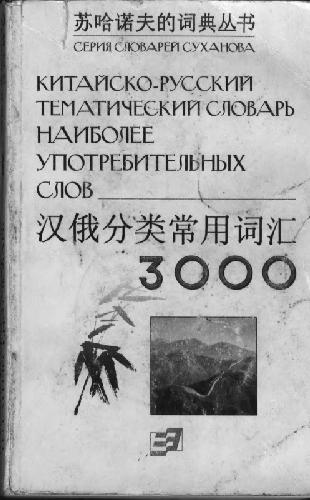 苏哈诺夫的词典丛书
СЕРИЯ СЛОВАРЕЙ СУХАНОВА
КИТАЙСКО-РУССКИЙ
ТЕМАТИЧЕСКИЙ СЛОВАРЬ
НАИБОЛЕЕ
УПОТРЕБИТЕЛЬНЫХ
СЛОВ
汉俄分类常用词汇
3000